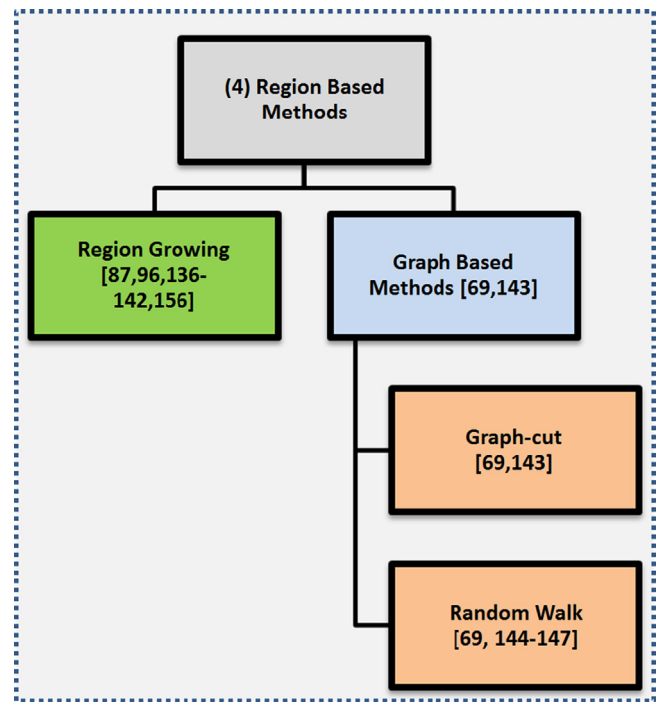 (4) Region Based
Methods
Region Growing
[87,96,136-
142,156]
Graph Based
Methods [69,143]
Graph-cut
[69,143]
Random Walk
[69, 144-147]